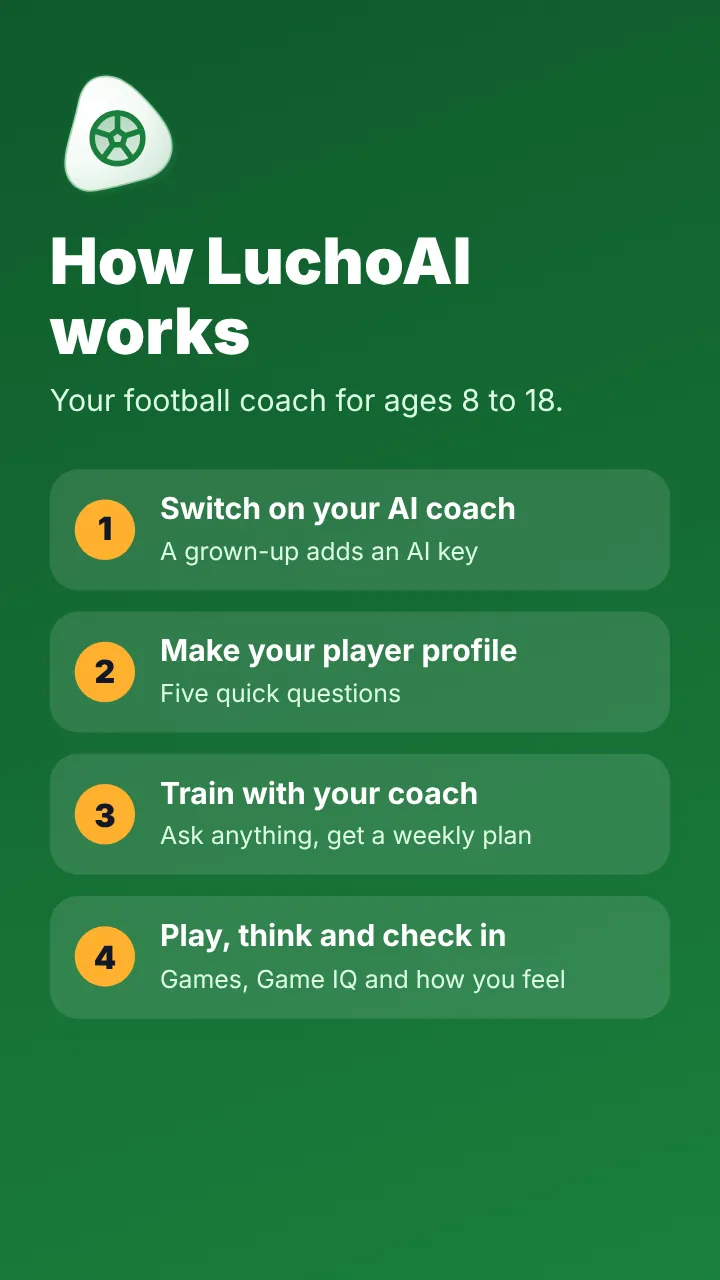 How LuchoAI
works
Your football coach for ages 8 to 18.
1
Switch on your AI coach
A grown-up adds an AI key
2
Make your player profile
Five quick questions
3
Train with your coach
Ask anything, get a weekly plan
4
Play, think and check in
Games, Game IQ and how you feel